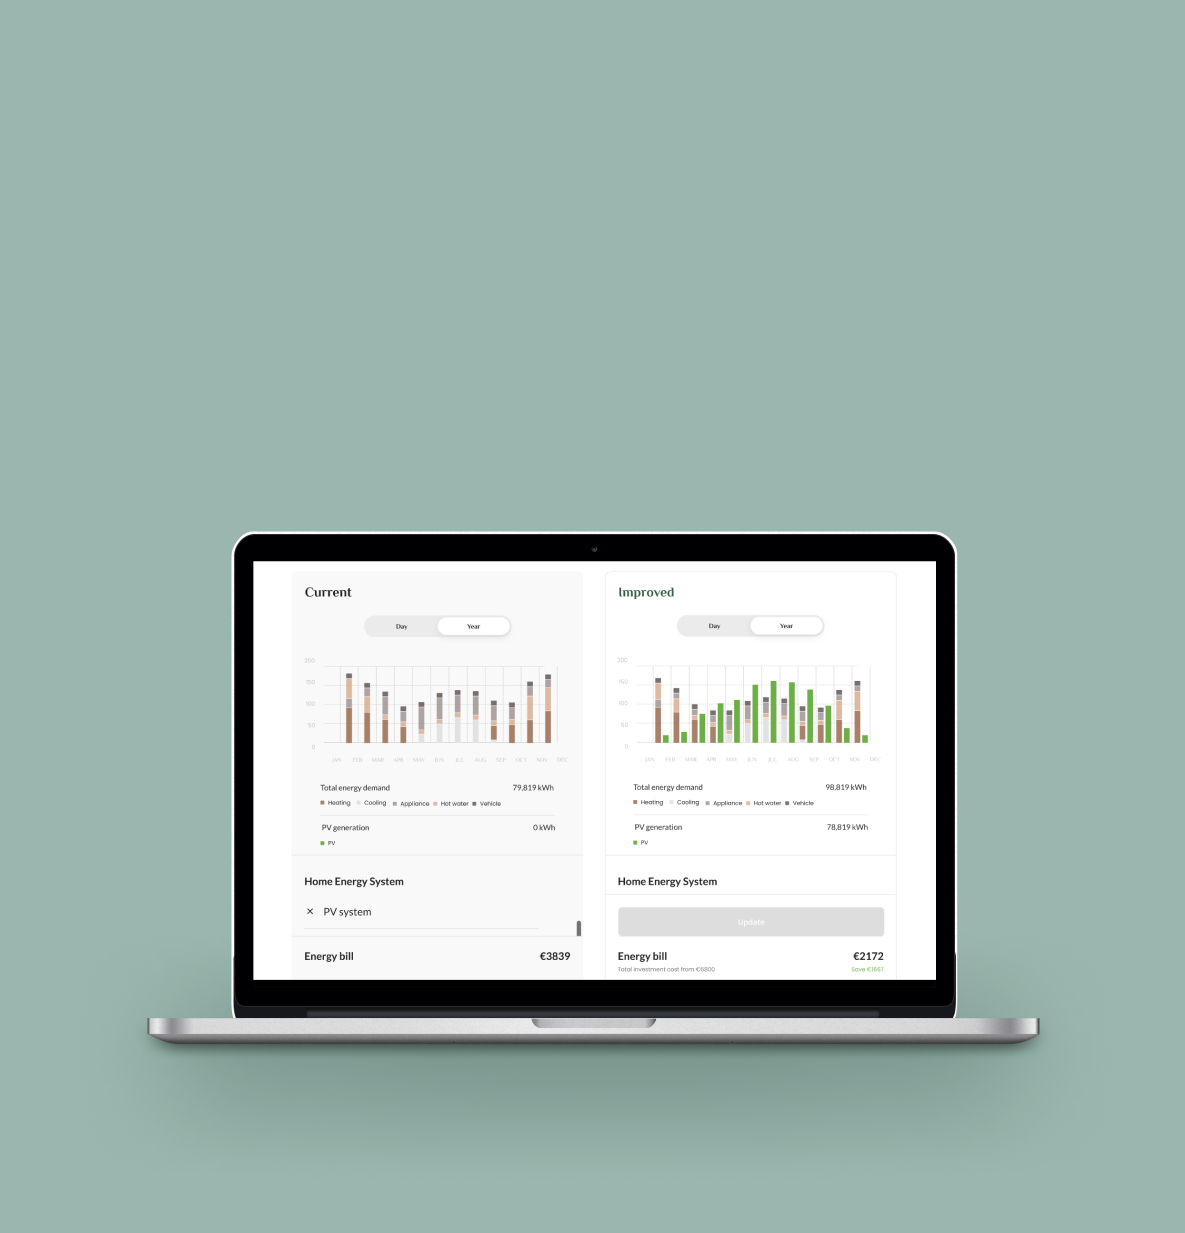 Current
Day
Year
200
150
100
50
0
JAN FEB MAR APR MAY JUN JUL AUG SEP OCT NOV DEC
Total energy demand 79,819 kWh
Heating Cooling Appliance Hot water Vehicle
PV generation 0 kWh
PV
Home Energy System
× PV system
Energy bill €3839
Improved
Day
Year
200
150
100
50
0
JAN FEB MAR APR MAY JUN JUL AUG SEP OCT NOV DEC
Total energy demand 98,819 kWh
Heating Cooling Appliance Hot water Vehicle
PV generation 78,819 kWh
PV
Home Energy System
Update
Energy bill €2172
Total investment cost from €6800
Save €1667